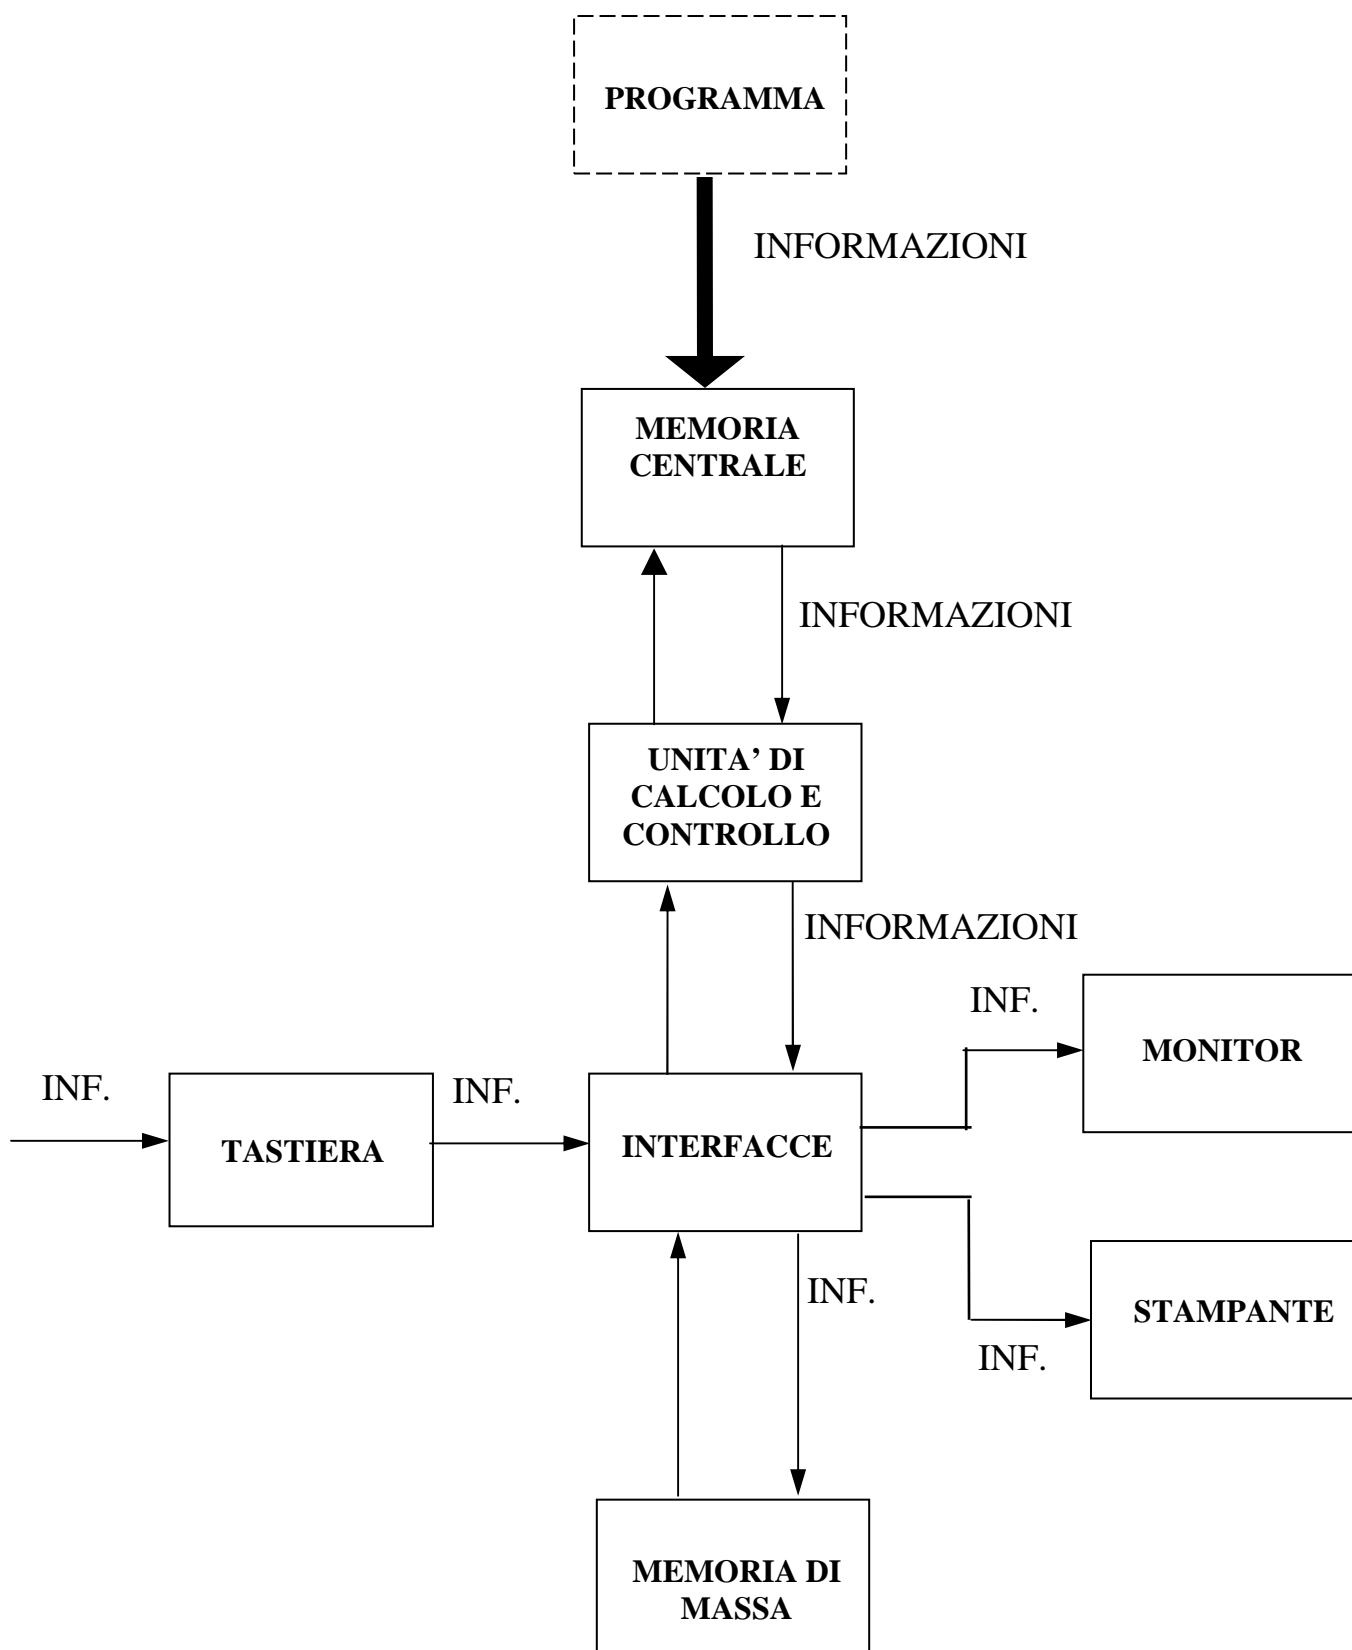 PROGRAMMA
INFORMAZIONI
MEMORIA
CENTRALE
INFORMAZIONI
UNITA’ DI
CALCOLO E
CONTROLLO
INFORMAZIONI
INF.
MONITOR
INF.
TASTIERA
INF.
INTERFACCE
INF.
STAMPANTE
INF.
MEMORIA DI
MASSA